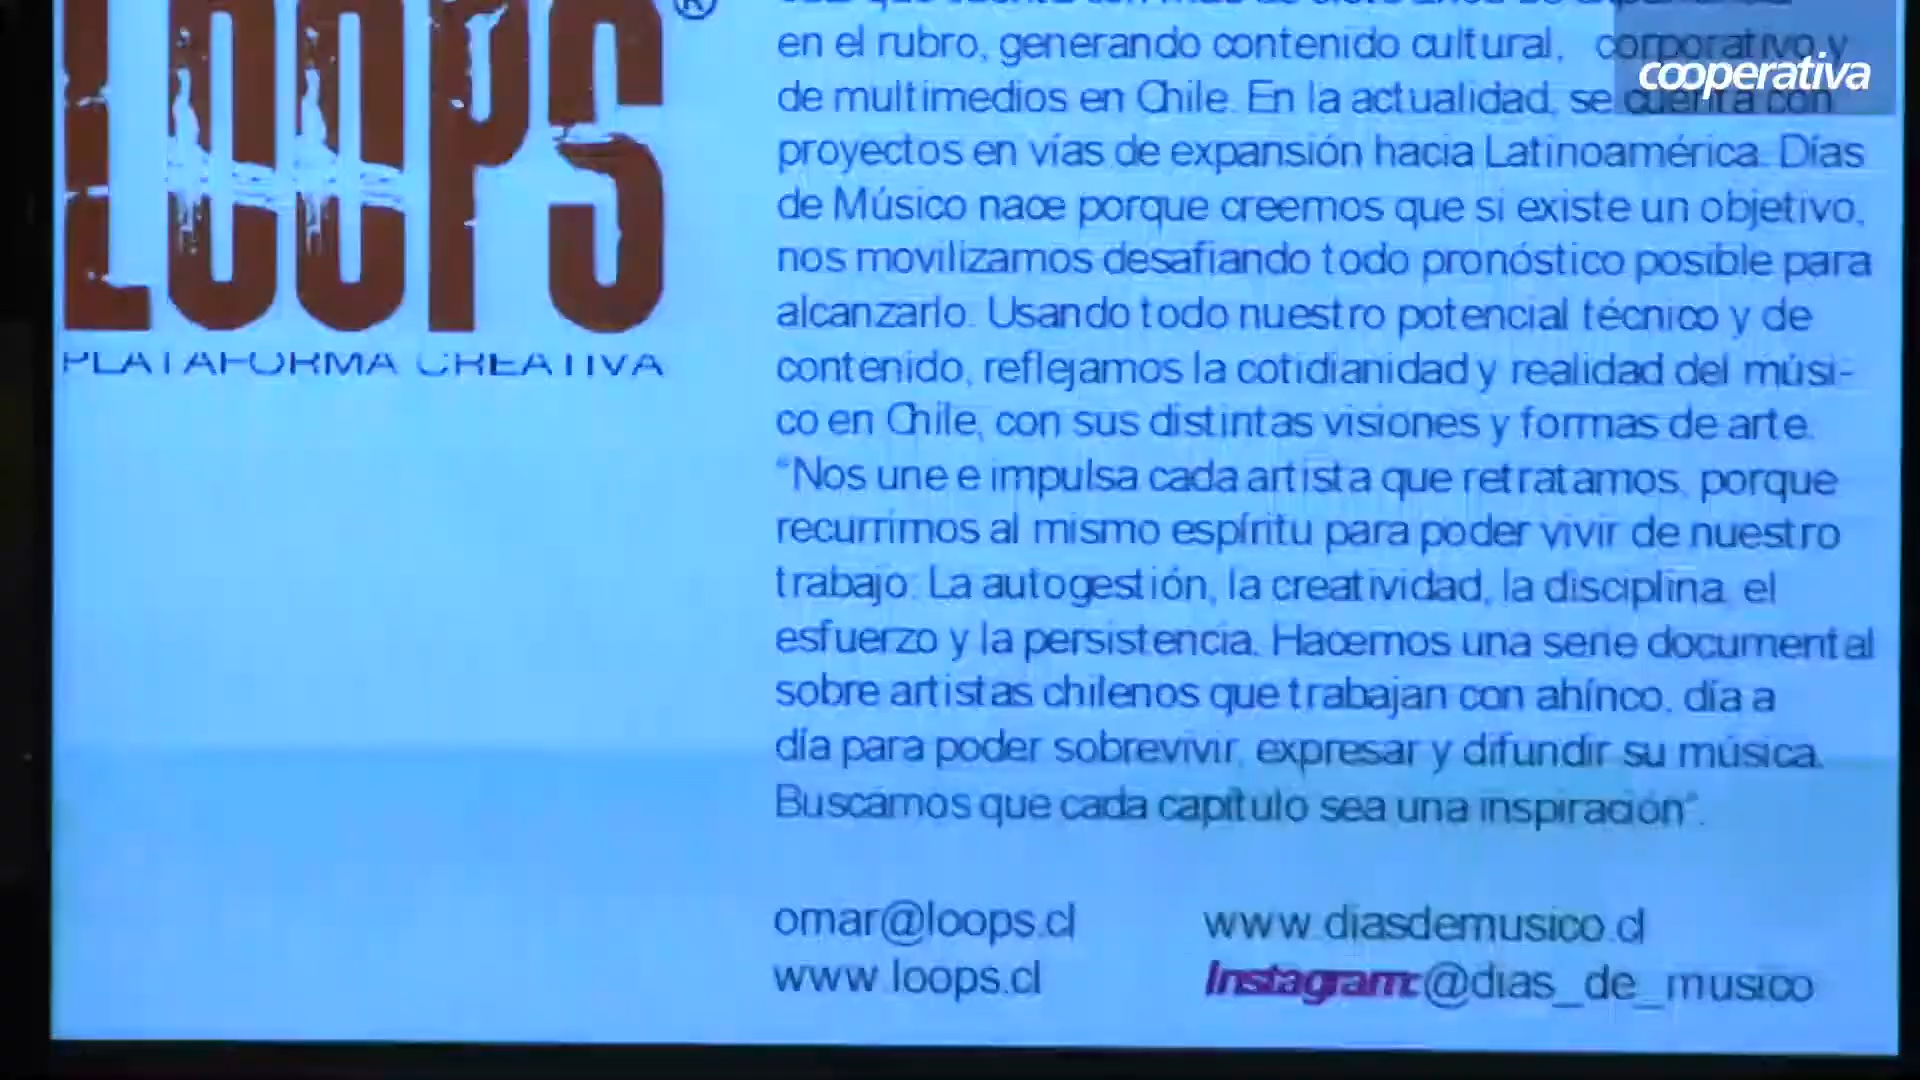 LOOPS®
PLATAFORMA CREATIVA
en el rubro, generando contenido cultural, corporativo y
cooperativa
de multimedios en Chile. En la actualidad, se cuenta con
proyectos en vías de expansión hacia Latinoamérica. Días
de Músico nace porque creemos que si existe un objetivo,
nos movilizamos desafiando todo pronóstico posible para
alcanzarlo. Usando todo nuestro potencial técnico y de
contenido, reflejamos la cotidianidad y realidad del músi-
co en Chile, con sus distintas visiones y formas de arte.
“Nos une e impulsa cada artista que retratamos, porque
recurrimos al mismo espíritu para poder vivir de nuestro
trabajo: La autogestión, la creatividad, la disciplina, el
esfuerzo y la persistencia. Hacemos una serie documental
sobre artistas chilenos que trabajan con ahínco, día a
día para poder sobrevivir, expresar y difundir su música.
Buscamos que cada capítulo sea una inspiración”.
omar@loops.cl
www.loops.cl
www.diasdemusico.cl
Instagram:@dias_de_musico